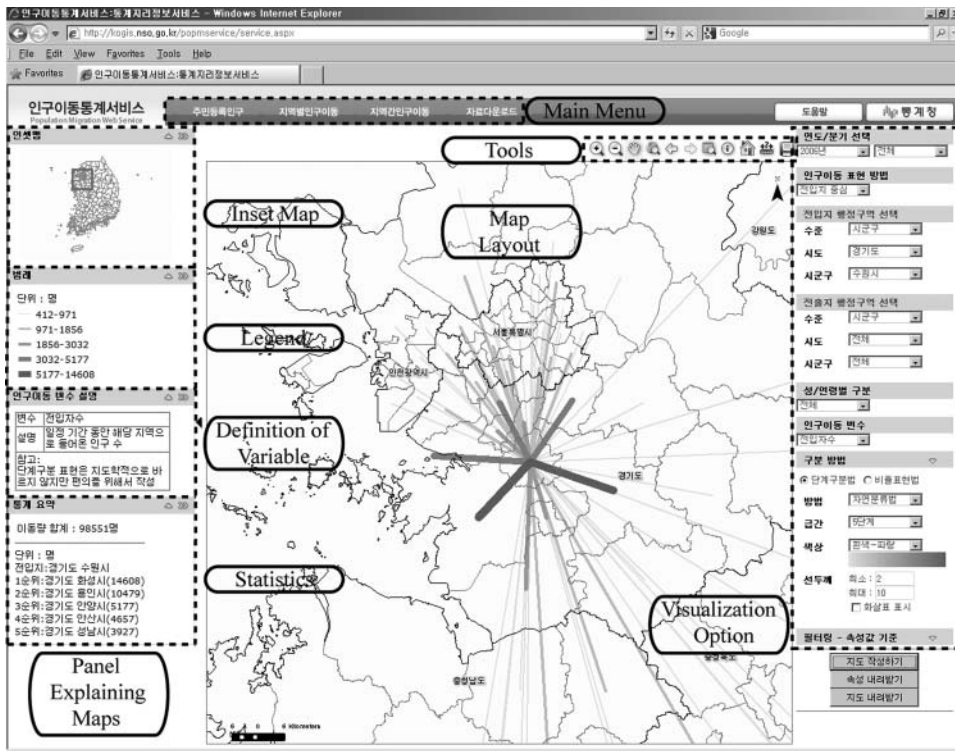 인구이동통계서비스:통계지리정보서비스 - Windows Internet Explorer
http://kogis.nso.go.kr/popmservice/service.aspx
Google
File Edit View Favorites Tools Help
Favorites
인구이동통계서비스:통계지리정보서비스
인구이동통계서비스
Population Migration Web Service
주민등록인구 지역별인구이동 지역간인구이동 자료다운로드
Main Menu
도움말
통계청
인셋맵
Tools
Inset Map
Map
Layout
강원도
연도/분기 선택
2006년 전체
인구이동 표현 방법
전입지 중심
전입지 행정구역 선택
수준 시군구
시도 경기도
시군구 수원시
범례
단위 : 명
412-971
971-1856
1856-3032
3032-5177
5177-14608
Legend
서울특별시
인천광역시
경기도
전출지 행정구역 선택
수준 시군구
시도 전체
시군구 전체
성/연령별 구분
전체
인구이동 변수
전입자수
인구이동 변수 설명
변수 전입자수
설명 일정 기간 동안 해당 지역으
로 들어온 인구 수
참고:
단계구분 표현은 지도학적으로 바
르지 않지만 편의를 위해서 작성
Definition of
Variable
구분 방법
단계구분법 비율표현법
방법 자연분류법
급간 5단계
색상 흰색-파랑
선두께 최소 : 2
최대 : 10
화살표 표시
통계 요약
이동량 합계 : 98551명
단위 : 명
전입지:경기도 수원시
1순위:경기도 화성시(14608)
2순위:경기도 용인시(10479)
3순위:경기도 안양시(5177)
4순위:경기도 안산시(4657)
5순위:경기도 성남시(3927)
Statistics
Visualization
Option
필터링 - 속성값 기준
지도 작성하기
속성 내려받기
지도 내려받기
Panel
Explaining
Maps
충청남도
충청북도
6 3 0 6 Kilometers